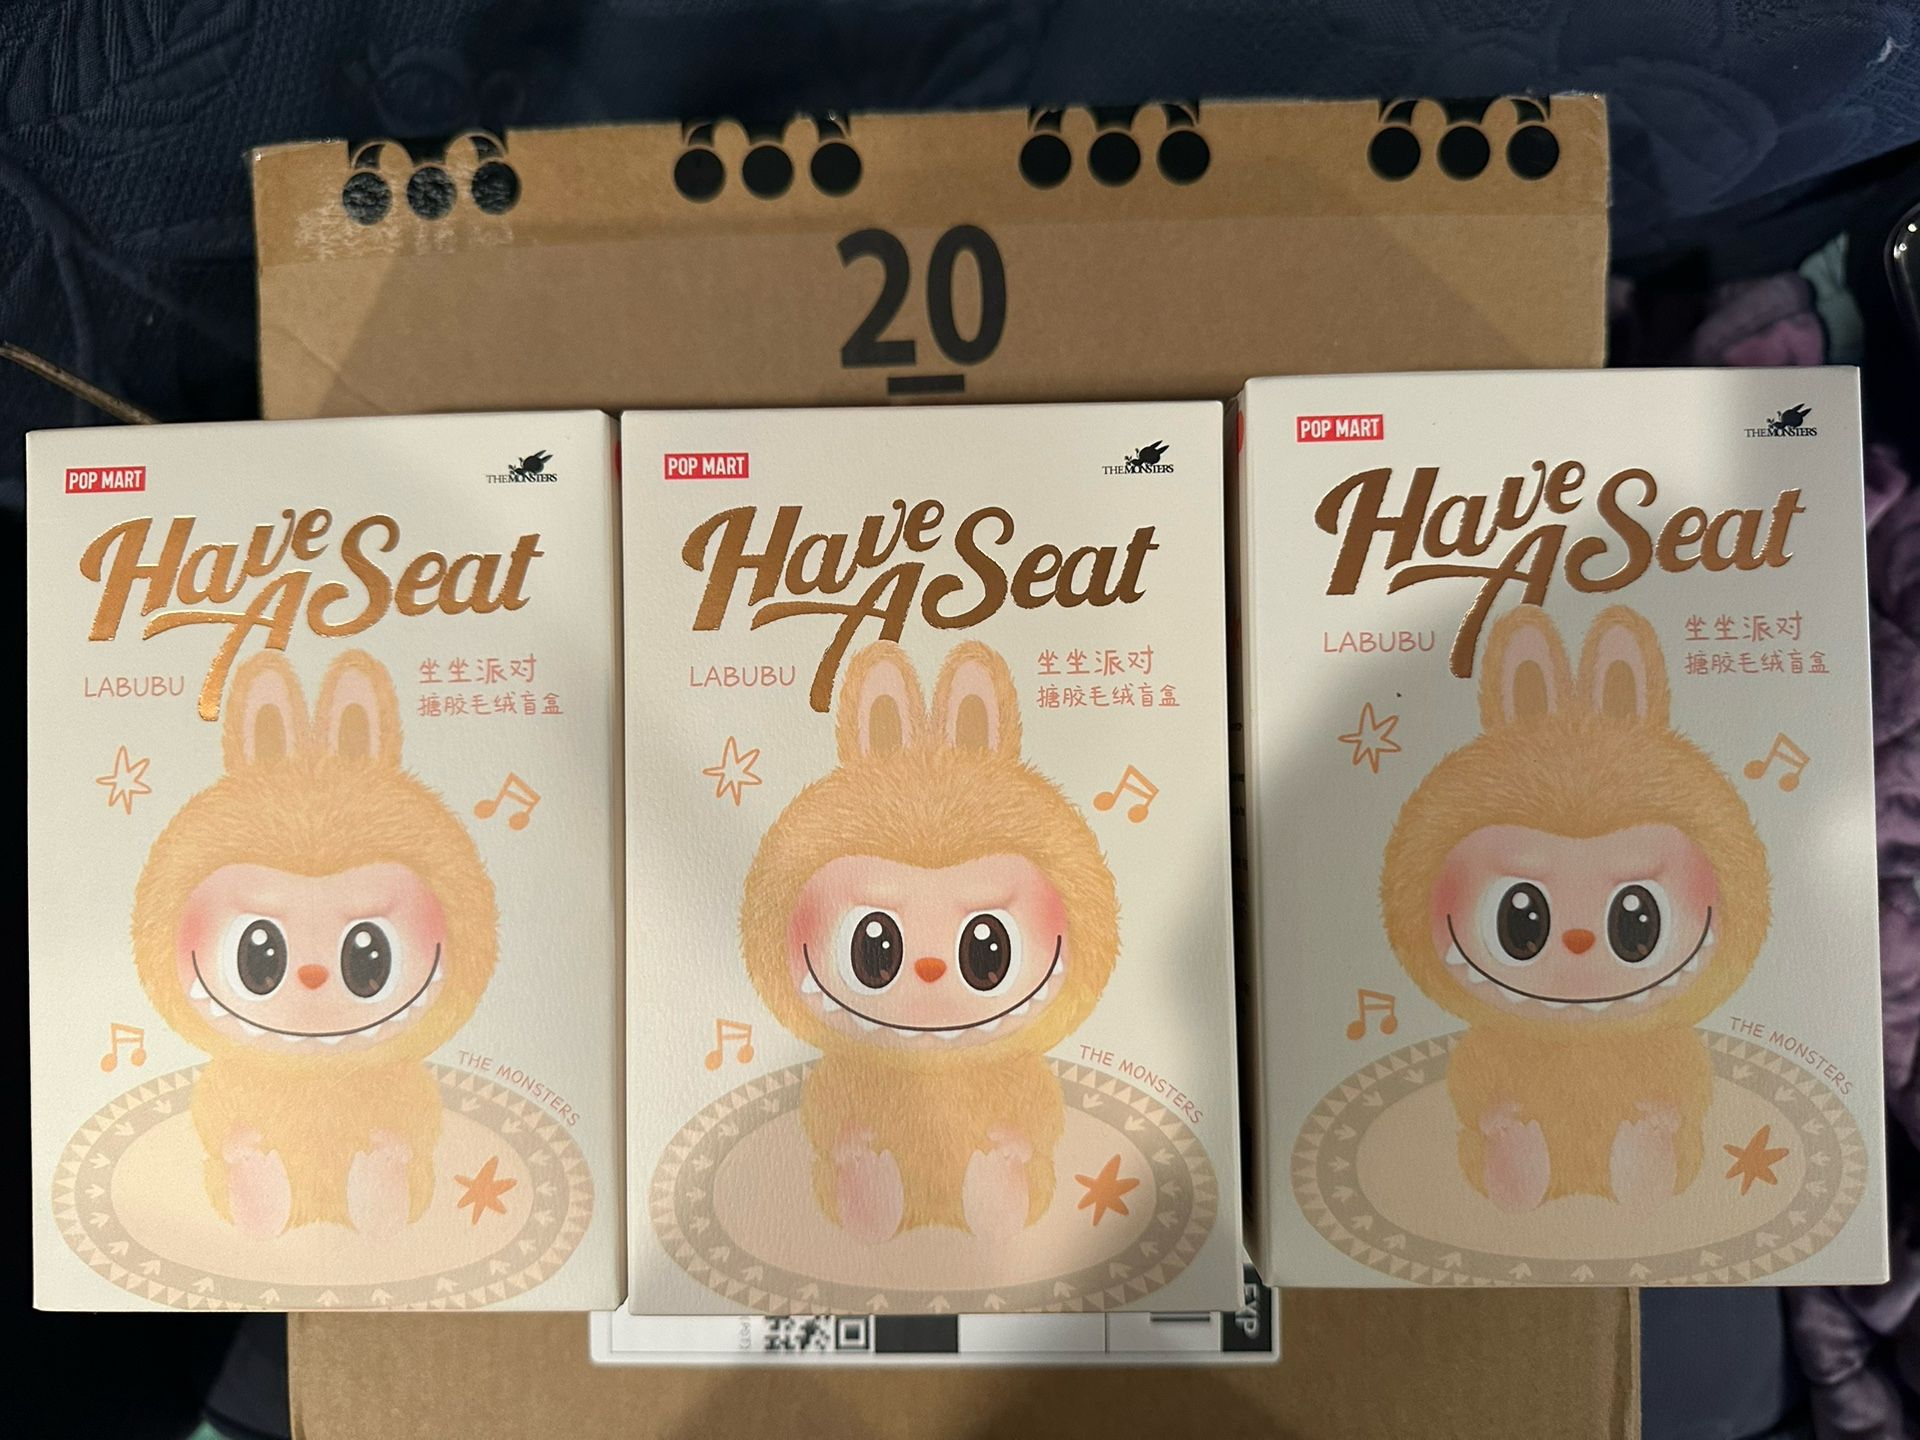 20
POP MART
THE MONSTERS
Have A Seat
LABUBU
坐坐派对
搪胶毛绒盲盒
THE MONSTERS
POP MART
THE MONSTERS
Have A Seat
LABUBU
坐坐派对
搪胶毛绒盲盒
THE MONSTERS
POP MART
THE MONSTERS
Have A Seat
LABUBU
坐坐派对
搪胶毛绒盲盒
THE MONSTERS